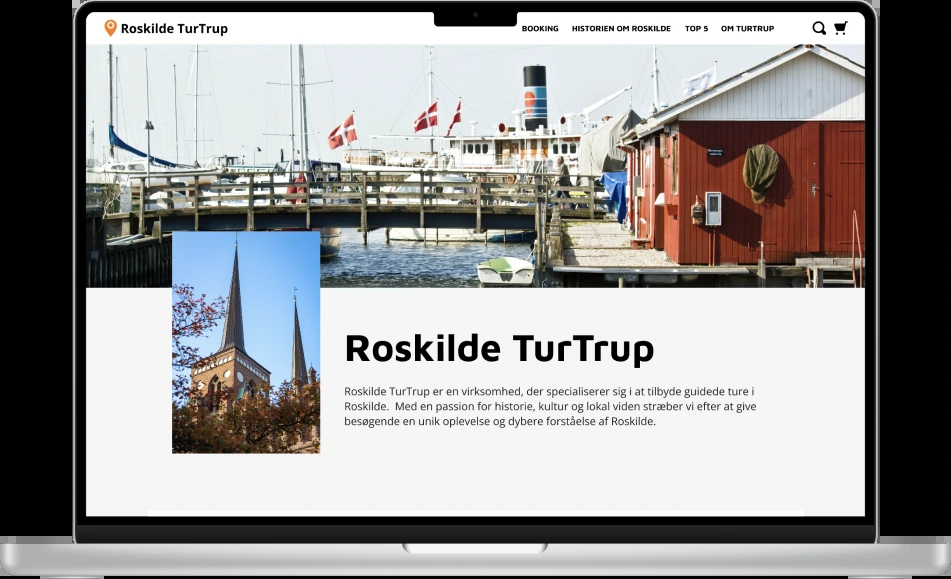 Roskilde TurTrup
BOOKING HISTORIEN OM ROSKILDE TOP 5 OM TURTRUP
Roskilde TurTrup
Roskilde TurTrup er en virksomhed, der specialiserer sig i at tilbyde guidede ture i
Roskilde. Med en passion for historie, kultur og lokal viden stræber vi efter at give
besøgende en unik oplevelse og dybere forståelse af Roskilde.